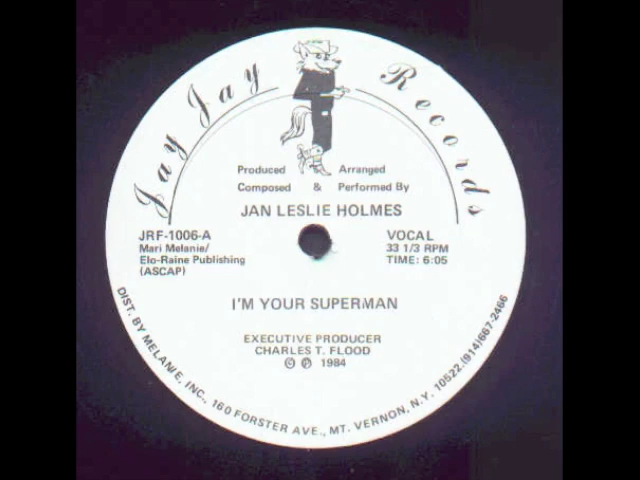 Jay Jay Records
Produced Arranged
Composed & Performed By
JAN LESLIE HOLMES
JRF-1006-A
Mari Melanie/
Elo-Raine Publishing
(ASCAP)
VOCAL
33 1/3 RPM
TIME: 6:05
I'M YOUR SUPERMAN
EXECUTIVE PRODUCER
CHARLES T. FLOOD
© ℗ 1984
DIST. BY MELANIE, INC., 160 FORSTER AVE., MT. VERNON, N.Y. 10522. (914)667-2466